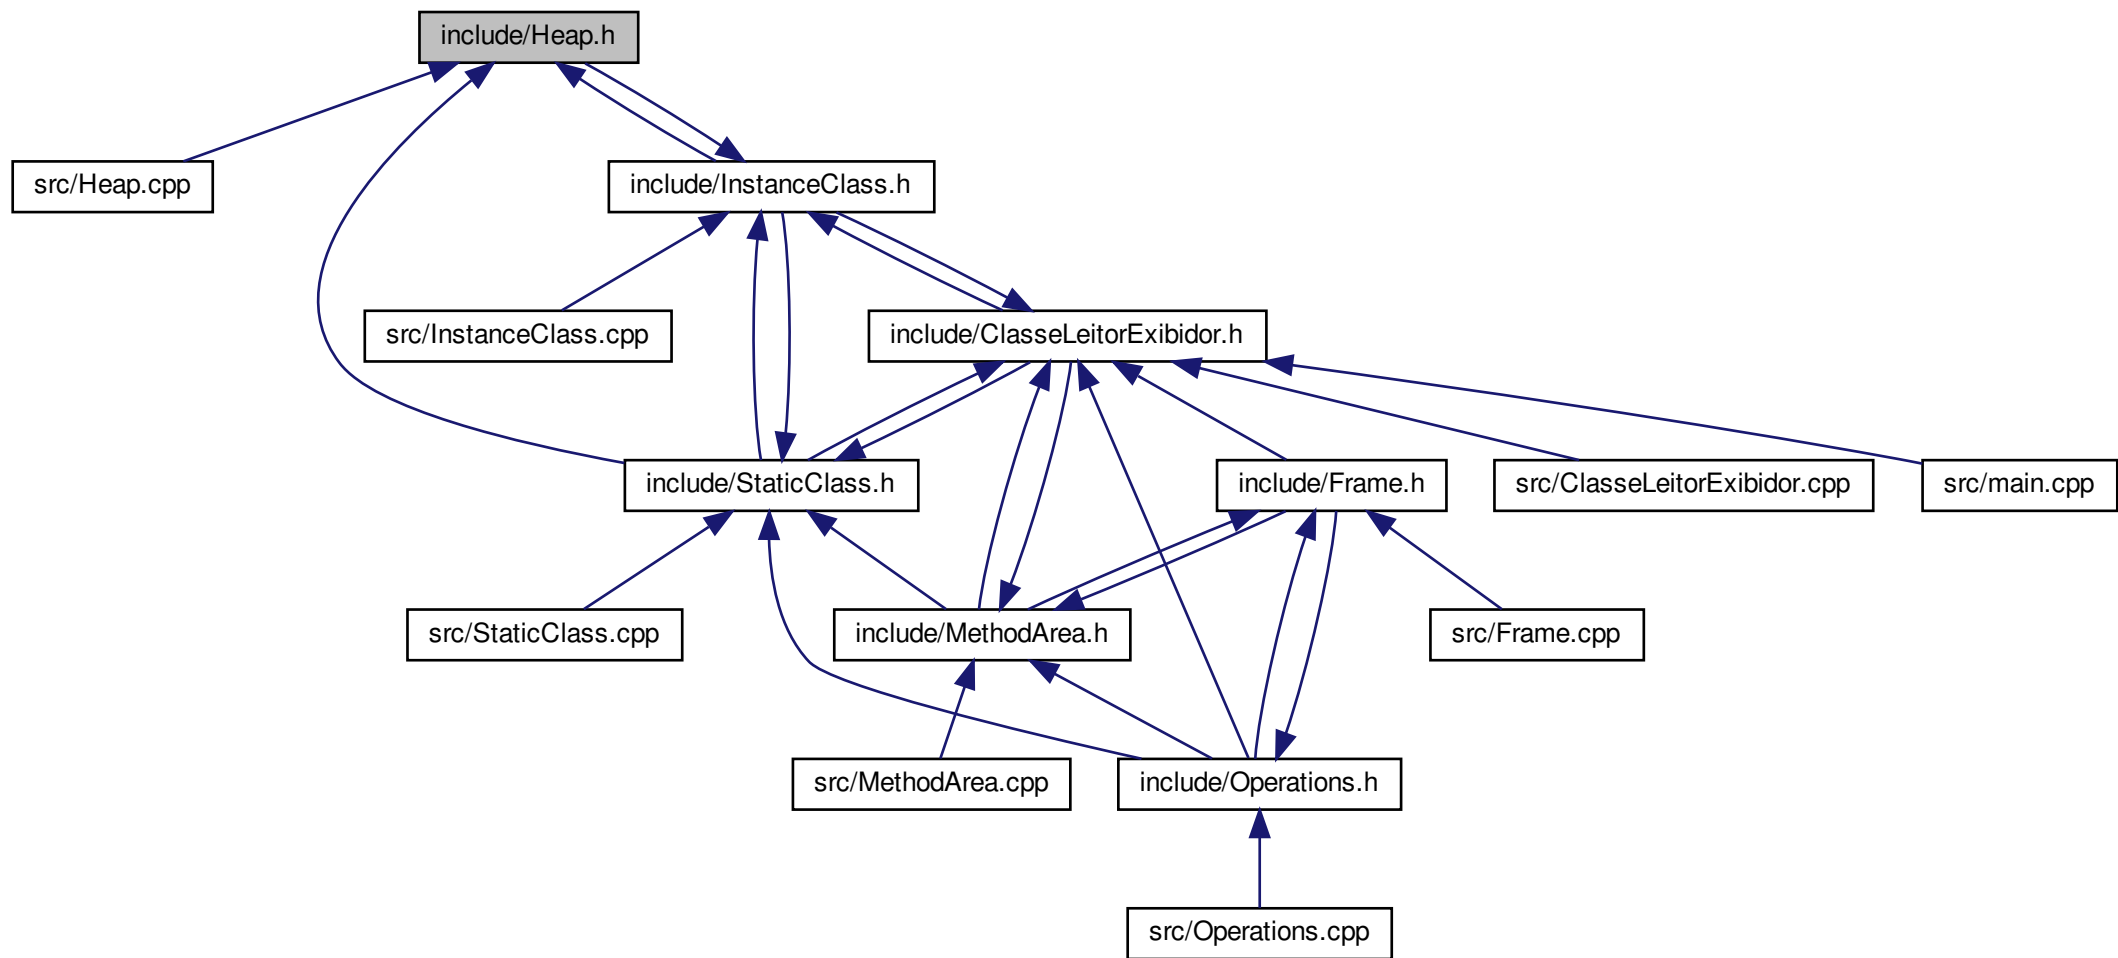 include/Heap.h
src/Heap.cpp
include/InstanceClass.h
src/InstanceClass.cpp
include/ClasseLeitorExibidor.h
include/StaticClass.h
include/Frame.h
src/ClasseLeitorExibidor.cpp
src/main.cpp
src/StaticClass.cpp
include/MethodArea.h
src/Frame.cpp
src/MethodArea.cpp
include/Operations.h
src/Operations.cpp